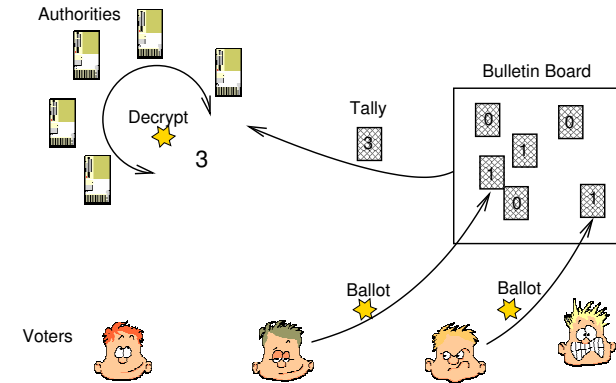 Authorities
Bulletin Board
Tally
Decrypt
3
3
0
0
1
1
0
1
Ballot
Ballot
Voters